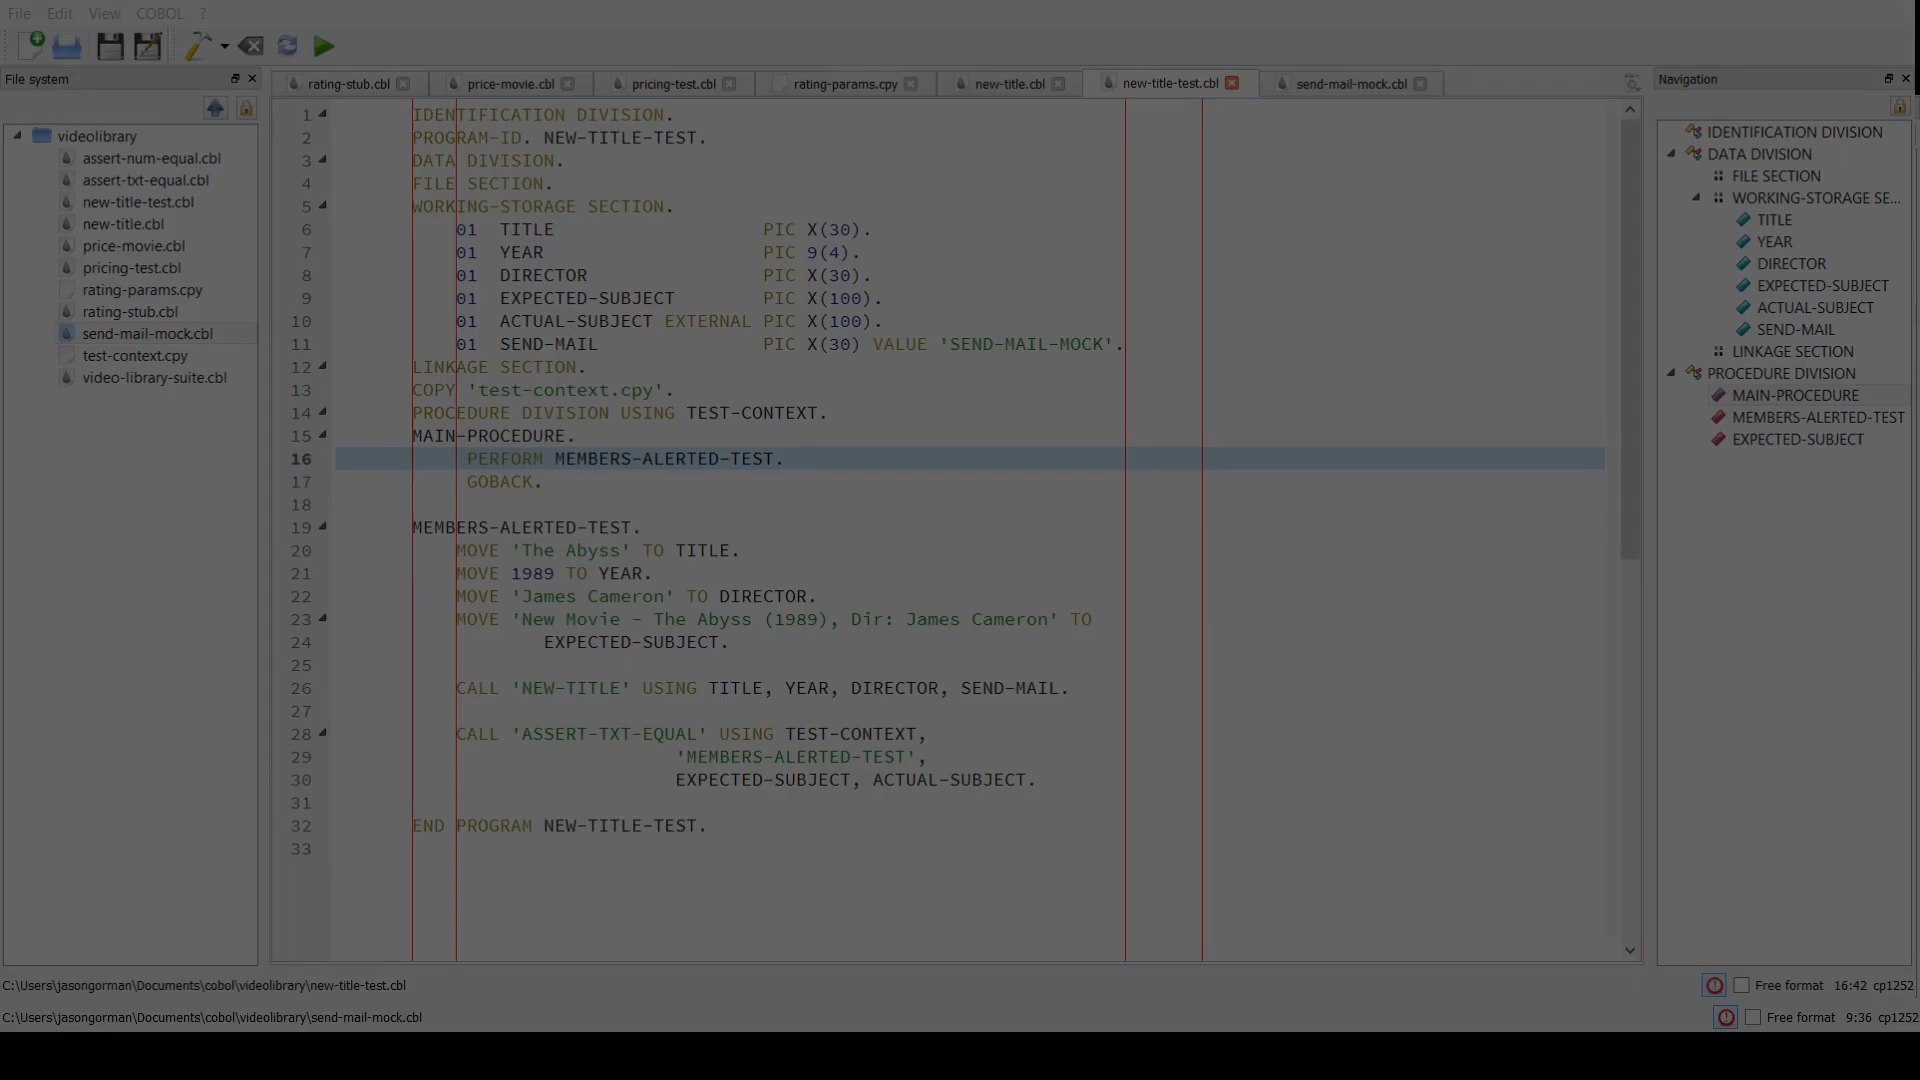 File Edit View COBOL ?
File system
rating-stub.cbl price-movie.cbl pricing-test.cbl rating-params.cpy new-title.cbl new-title-test.cbl send-mail-mock.cbl
Navigation
videolibrary
assert-num-equal.cbl
assert-txt-equal.cbl
new-title-test.cbl
new-title.cbl
price-movie.cbl
pricing-test.cbl
rating-params.cpy
rating-stub.cbl
send-mail-mock.cbl
test-context.cpy
video-library-suite.cbl
1 IDENTIFICATION DIVISION.
2 PROGRAM-ID. NEW-TITLE-TEST.
3 DATA DIVISION.
4 FILE SECTION.
5 WORKING-STORAGE SECTION.
6 01 TITLE PIC X(30).
7 01 YEAR PIC 9(4).
8 01 DIRECTOR PIC X(30).
9 01 EXPECTED-SUBJECT PIC X(100).
10 01 ACTUAL-SUBJECT EXTERNAL PIC X(100).
11 01 SEND-MAIL PIC X(30) VALUE 'SEND-MAIL-MOCK'.
12 LINKAGE SECTION.
13 COPY 'test-context.cpy'.
14 PROCEDURE DIVISION USING TEST-CONTEXT.
15 MAIN-PROCEDURE.
16 PERFORM MEMBERS-ALERTED-TEST.
17 GOBACK.
18
19 MEMBERS-ALERTED-TEST.
20 MOVE 'The Abyss' TO TITLE.
21 MOVE 1989 TO YEAR.
22 MOVE 'James Cameron' TO DIRECTOR.
23 MOVE 'New Movie - The Abyss (1989), Dir: James Cameron' TO
24 EXPECTED-SUBJECT.
25
26 CALL 'NEW-TITLE' USING TITLE, YEAR, DIRECTOR, SEND-MAIL.
27
28 CALL 'ASSERT-TXT-EQUAL' USING TEST-CONTEXT,
29 'MEMBERS-ALERTED-TEST',
30 EXPECTED-SUBJECT, ACTUAL-SUBJECT.
31
32 END PROGRAM NEW-TITLE-TEST.
33
IDENTIFICATION DIVISION
DATA DIVISION
FILE SECTION
WORKING-STORAGE SE...
TITLE
YEAR
DIRECTOR
EXPECTED-SUBJECT
ACTUAL-SUBJECT
SEND-MAIL
LINKAGE SECTION
PROCEDURE DIVISION
MAIN-PROCEDURE
MEMBERS-ALERTED-TEST
EXPECTED-SUBJECT
C:\Users\jasongorman\Documents\cobol\videolibrary\new-title-test.cbl Free format 16:42 cp1252
C:\Users\jasongorman\Documents\cobol\videolibrary\send-mail-mock.cbl Free format 9:36 cp1252